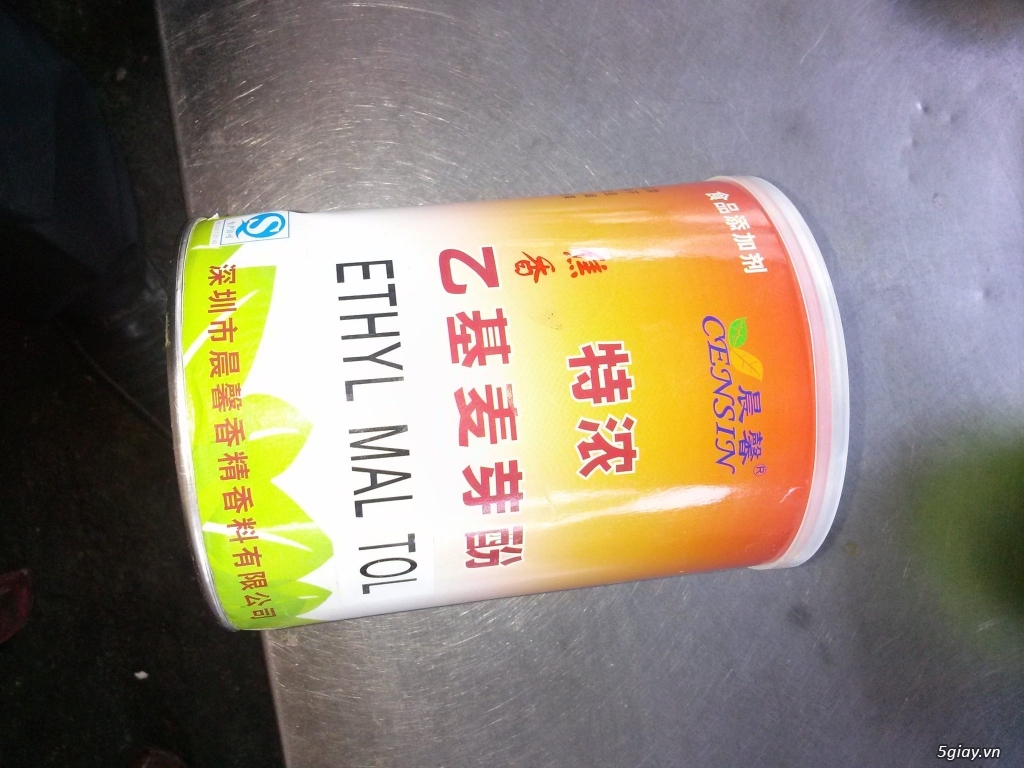 食品添加剂
CENSIN
晨馨®
特浓
焦香
乙基麦芽酚
ETHYL MAL TOL
深圳市晨馨香精香料有限公司
5giay.vn